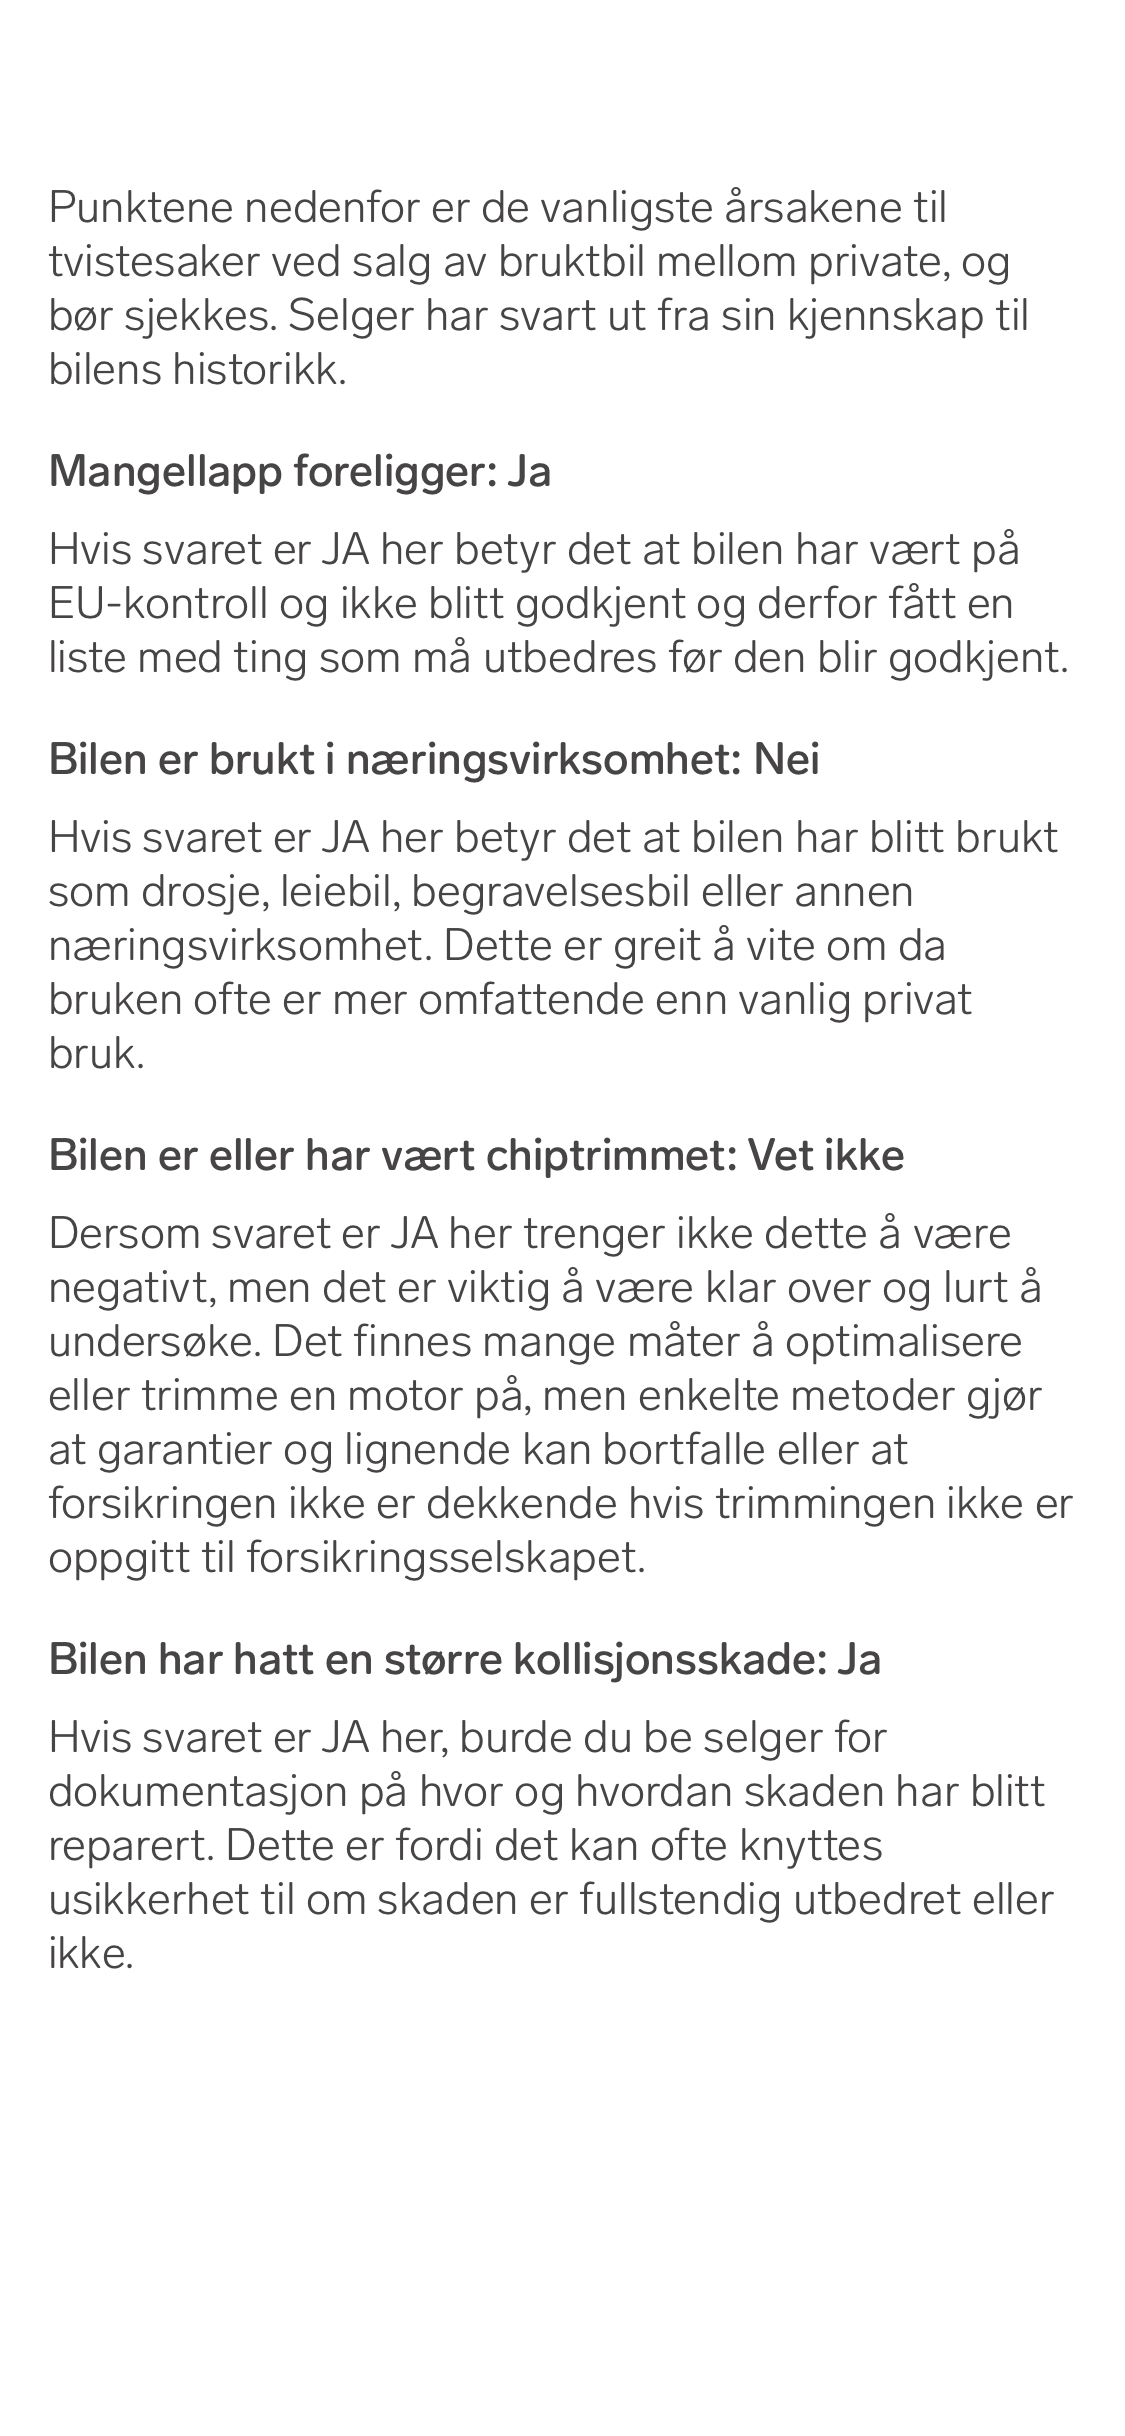 Punktene nedenfor er de vanligste årsakene til
tvistesaker ved salg av bruktbil mellom private, og
bør sjekkes. Selger har svart ut fra sin kjennskap til
bilens historikk.
Mangellapp foreligger: Ja
Hvis svaret er JA her betyr det at bilen har vært på
EU-kontroll og ikke blitt godkjent og derfor fått en
liste med ting som må utbedres før den blir godkjent.
Bilen er brukt i næringsvirksomhet: Nei
Hvis svaret er JA her betyr det at bilen har blitt brukt
som drosje, leiebil, begravelsesbil eller annen
næringsvirksomhet. Dette er greit å vite om da
bruken ofte er mer omfattende enn vanlig privat
bruk.
Bilen er eller har vært chiptrimmet: Vet ikke
Dersom svaret er JA her trenger ikke dette å være
negativt, men det er viktig å være klar over og lurt å
undersøke. Det finnes mange måter å optimalisere
eller trimme en motor på, men enkelte metoder gjør
at garantier og lignende kan bortfalle eller at
forsikringen ikke er dekkende hvis trimmingen ikke er
oppgitt til forsikringsselskapet.
Bilen har hatt en større kollisjonsskade: Ja
Hvis svaret er JA her, burde du be selger for
dokumentasjon på hvor og hvordan skaden har blitt
reparert. Dette er fordi det kan ofte knyttes
usikkerhet til om skaden er fullstendig utbedret eller
ikke.